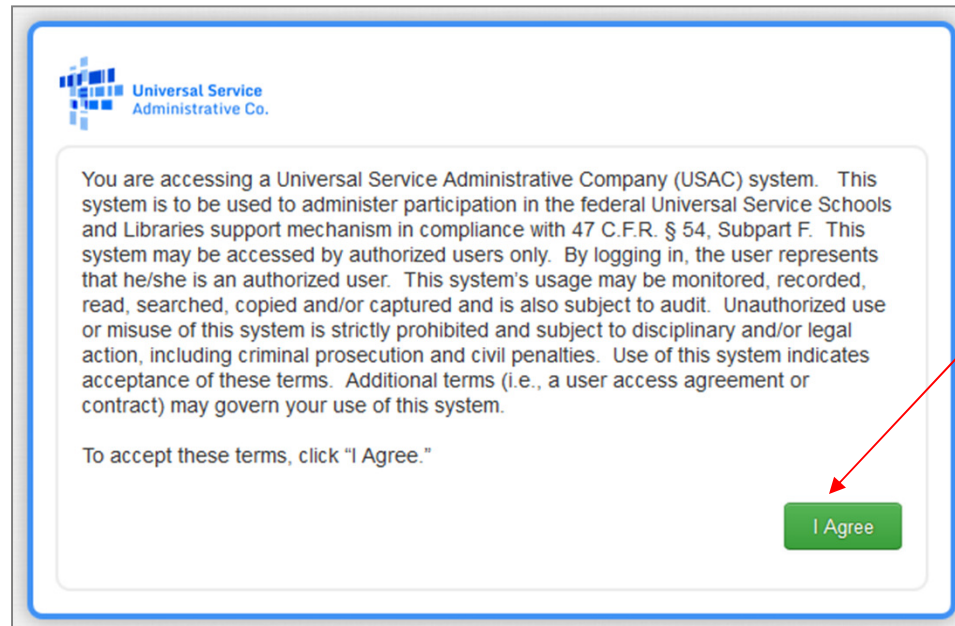 Universal Service
Administrative Co.
You are accessing a Universal Service Administrative Company (USAC) system.   This
system is to be used to administer participation in the federal Universal Service Schools
and Libraries support mechanism in compliance with 47 C.F.R. § 54, Subpart F.  This
system may be accessed by authorized users only.  By logging in, the user represents
that he/she is an authorized user.  This system’s usage may be monitored, recorded,
read, searched, copied and/or captured and is also subject to audit.  Unauthorized use
or misuse of this system is strictly prohibited and subject to disciplinary and/or legal
action, including criminal prosecution and civil penalties.  Use of this system indicates
acceptance of these terms.  Additional terms (i.e., a user access agreement or
contract) may govern your use of this system.
To accept these terms, click “I Agree.”
I Agree